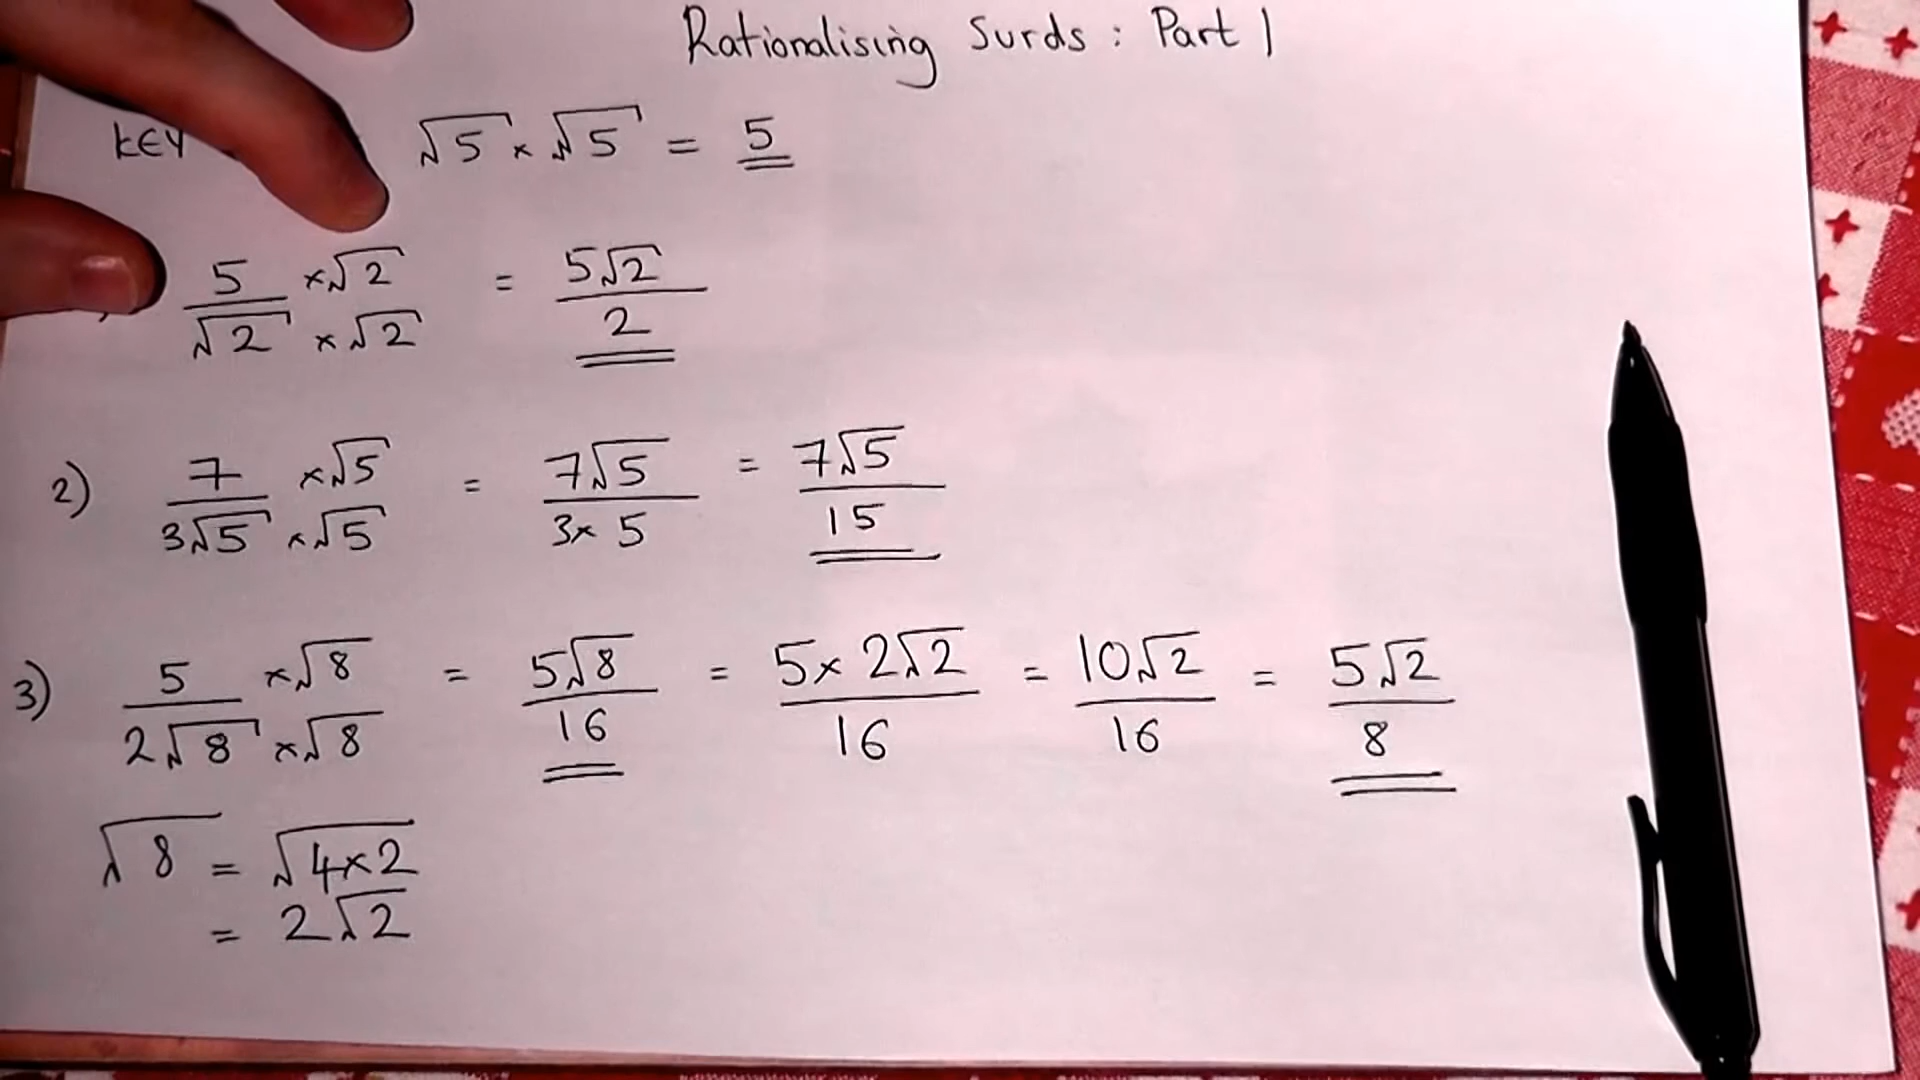 Rationalising Surds : Part 1
KEY √5 × √5 = 5
5/√2 ×√2/×√2 = 5√2/2
2) 7/3√5 ×√5/×√5 = 7√5/3×5 = 7√5/15
3) 5/2√8 ×√8/×√8 = 5√8/16 = 5×2√2/16 = 10√2/16 = 5√2/8
√8 = √4×2
= 2√2